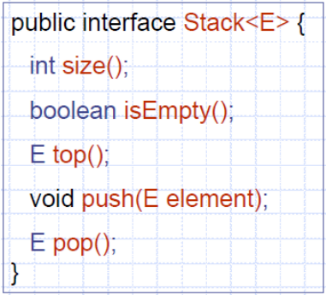 public interface Stack<E> {
int size();
boolean isEmpty();
E top();
void push(E element);
E pop();
}